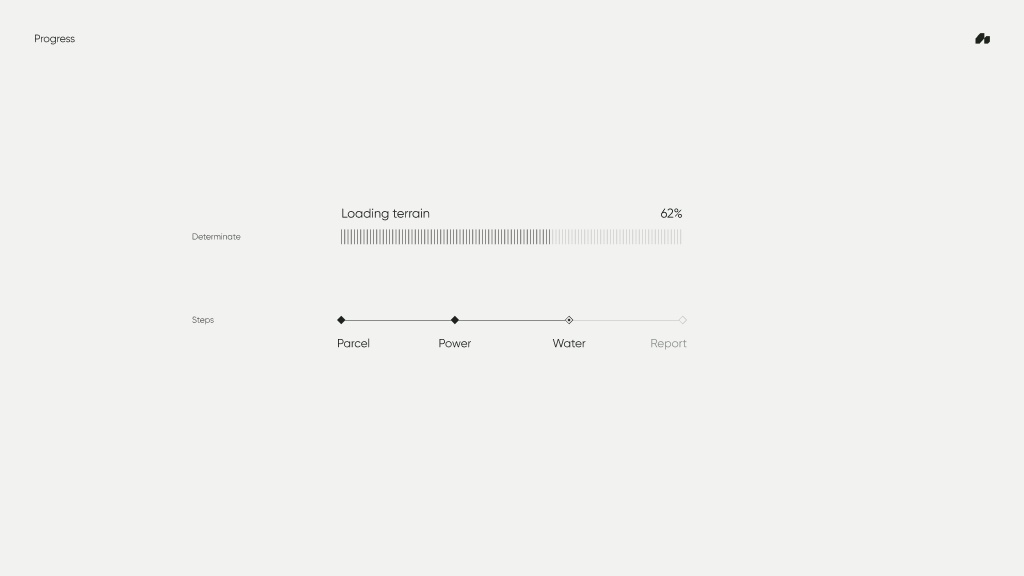 Progress
Loading terrain 62%
Determinate
Steps
Parcel Power Water Report